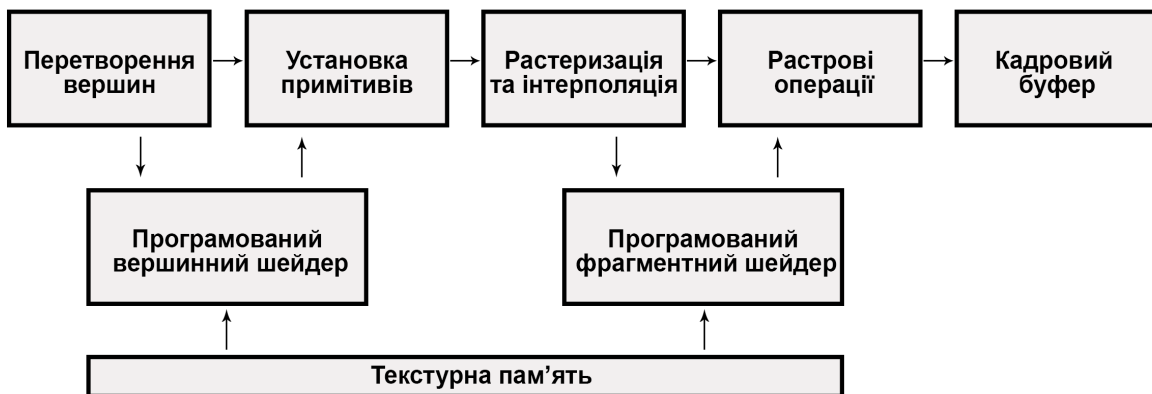 Перетворення
вершин
Установка
примітивів
Растеризація
та інтерполяція
Растрові
операції
Кадровий
буфер
Програмований
вершинний шейдер
Програмований
фрагментний шейдер
Текстурна пам’ять